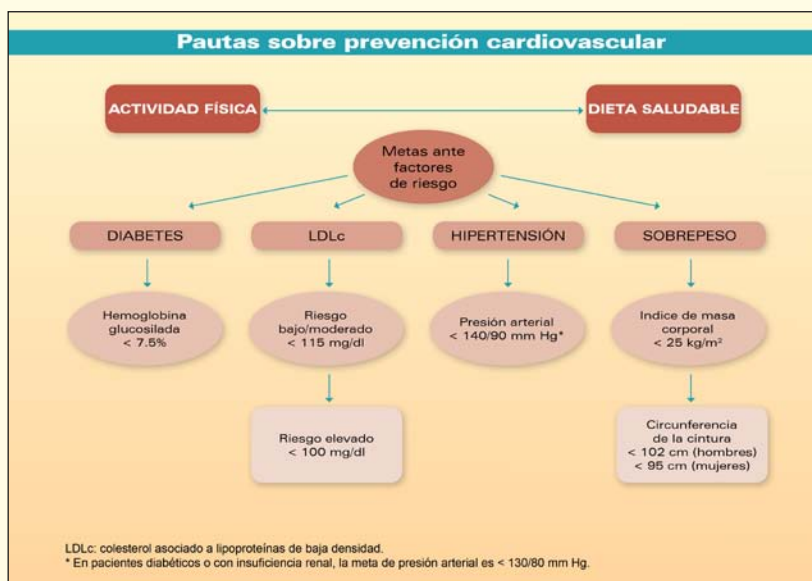 Pautas sobre prevención cardiovascular
ACTIVIDAD FÍSICA
DIETA SALUDABLE
Metas ante
factores
de riesgo
DIABETES
LDLc
HIPERTENSIÓN
SOBREPESO
Hemoglobina
glucosilada
< 7.5%
Riesgo
bajo/moderado
< 115 mg/dl
Presión arterial
< 140/90 mm Hg*
Indice de masa
corporal
< 25 kg/m²
Riesgo elevado
< 100 mg/dl
Circunferencia
de la cintura
< 102 cm (hombres)
< 95 cm (mujeres)
LDLc: colesterol asociado a lipoproteínas de baja densidad.
* En pacientes diabéticos o con insuficiencia renal, la meta de presión arterial es < 130/80 mm Hg.